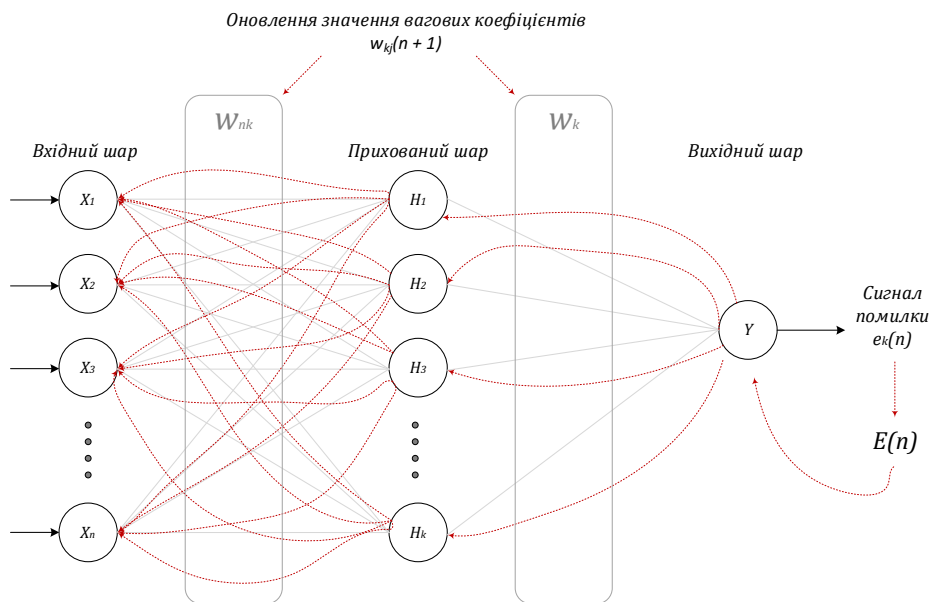 Оновлення значення вагових коефіцієнтів
wkj(n + 1)
Wnk
Wk
Вхідний шар
Прихований шар
Вихідний шар
X1
H1
X2
H2
Сигнал
помилки
ek(n)
Y
X3
H3
E(n)
Xn
Hk